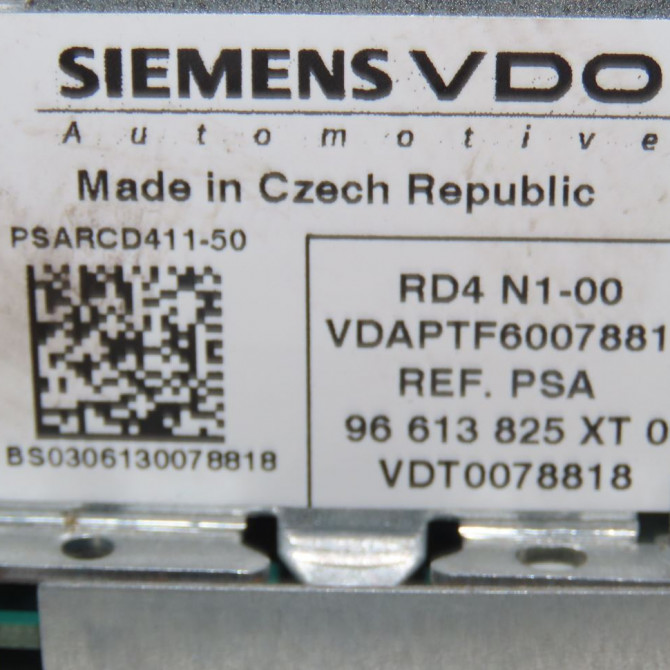 SIEMENS VDO
Automotive
Made in Czech Republic
PSARCD411-50
BS0306130078818
RD4 N1-00
VDAPTF6007881
REF. PSA
96 613 825 XT 0
VDT0078818